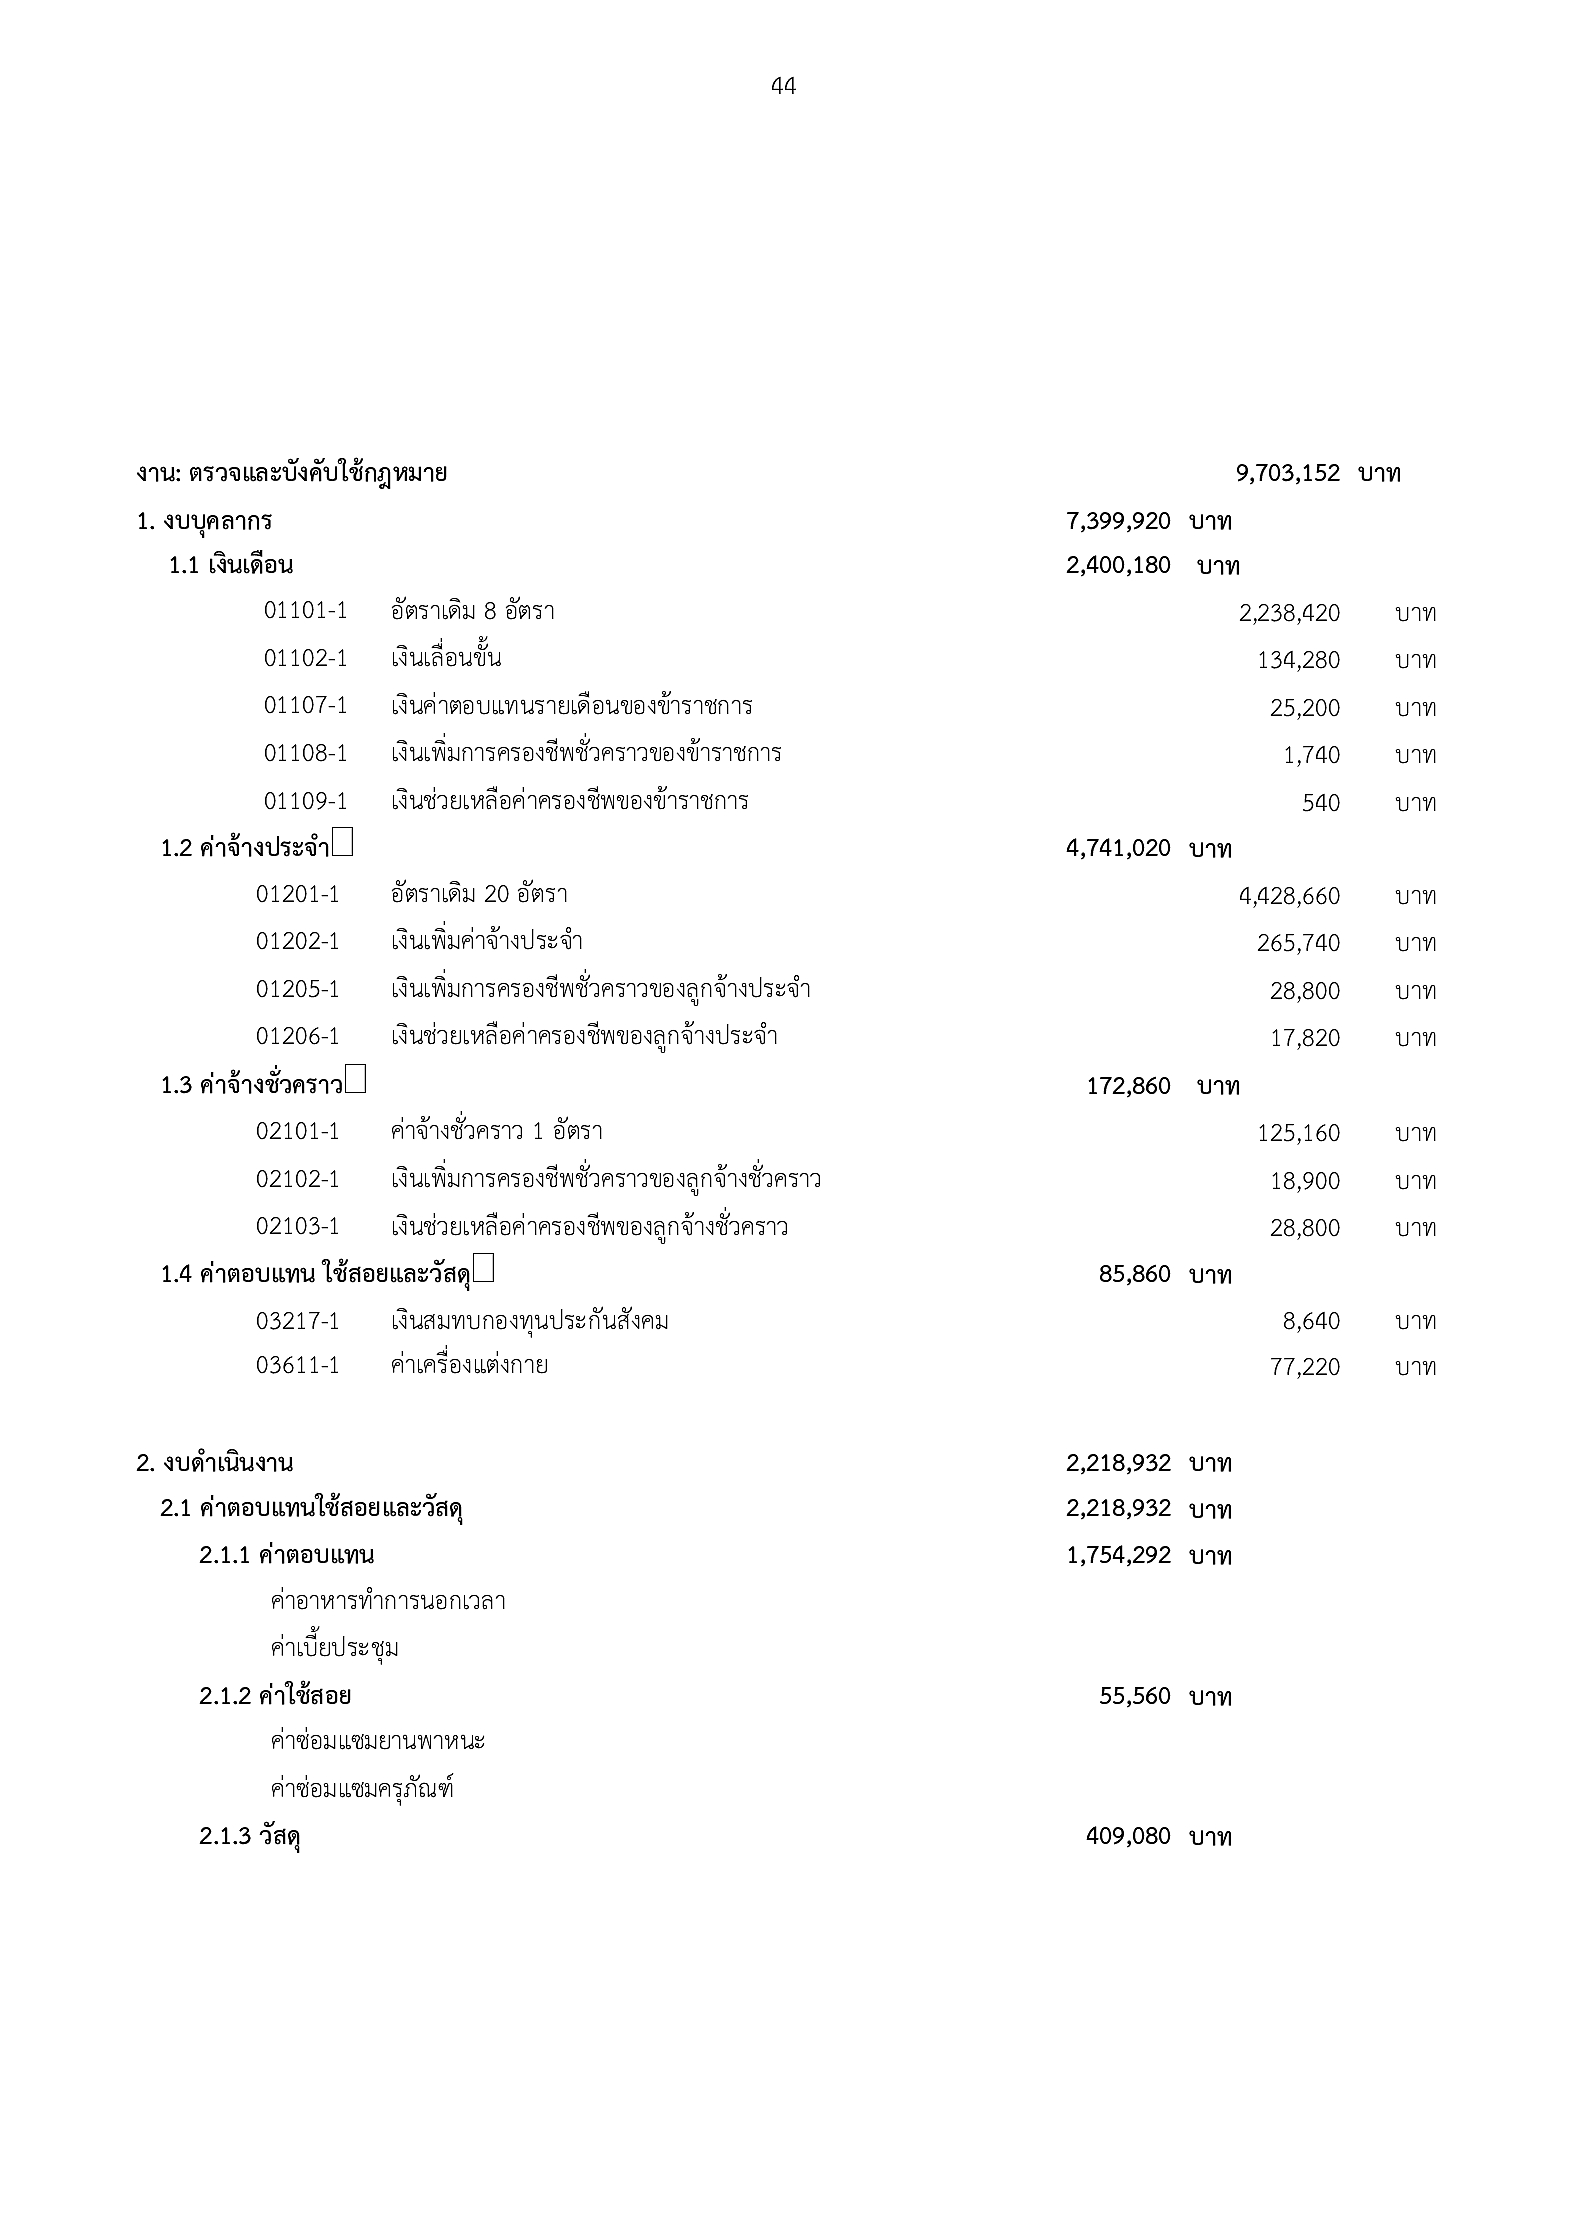 44
งาน: ตรวจและบังคับใช้กฎหมาย 9,703,152 บาท
1. งบบุคลากร 7,399,920 บาท
1.1 เงินเดือน 2,400,180 บาท
01101-1 อัตราเดิม 8 อัตรา 2,238,420 บาท
01102-1 เงินเลื่อนขั้น 134,280 บาท
01107-1 เงินค่าตอบแทนรายเดือนของข้าราชการ 25,200 บาท
01108-1 เงินเพิ่มการครองชีพชั่วคราวของข้าราชการ 1,740 บาท
01109-1 เงินช่วยเหลือค่าครองชีพของข้าราชการ 540 บาท
1.2 ค่าจ้างประจำ 4,741,020 บาท
01201-1 อัตราเดิม 20 อัตรา 4,428,660 บาท
01202-1 เงินเพิ่มค่าจ้างประจำ 265,740 บาท
01205-1 เงินเพิ่มการครองชีพชั่วคราวของลูกจ้างประจำ 28,800 บาท
01206-1 เงินช่วยเหลือค่าครองชีพของลูกจ้างประจำ 17,820 บาท
1.3 ค่าจ้างชั่วคราว 172,860 บาท
02101-1 ค่าจ้างชั่วคราว 1 อัตรา 125,160 บาท
02102-1 เงินเพิ่มการครองชีพชั่วคราวของลูกจ้างชั่วคราว 18,900 บาท
02103-1 เงินช่วยเหลือค่าครองชีพของลูกจ้างชั่วคราว 28,800 บาท
1.4 ค่าตอบแทน ใช้สอยและวัสดุ 85,860 บาท
03217-1 เงินสมทบกองทุนประกันสังคม 8,640 บาท
03611-1 ค่าเครื่องแต่งกาย 77,220 บาท
2. งบดำเนินงาน 2,218,932 บาท
2.1 ค่าตอบแทนใช้สอยและวัสดุ 2,218,932 บาท
2.1.1 ค่าตอบแทน 1,754,292 บาท
ค่าอาหารทำการนอกเวลา
ค่าเบี้ยประชุม
2.1.2 ค่าใช้สอย 55,560 บาท
ค่าซ่อมแซมยานพาหนะ
ค่าซ่อมแซมครุภัณฑ์
2.1.3 วัสดุ 409,080 บาท